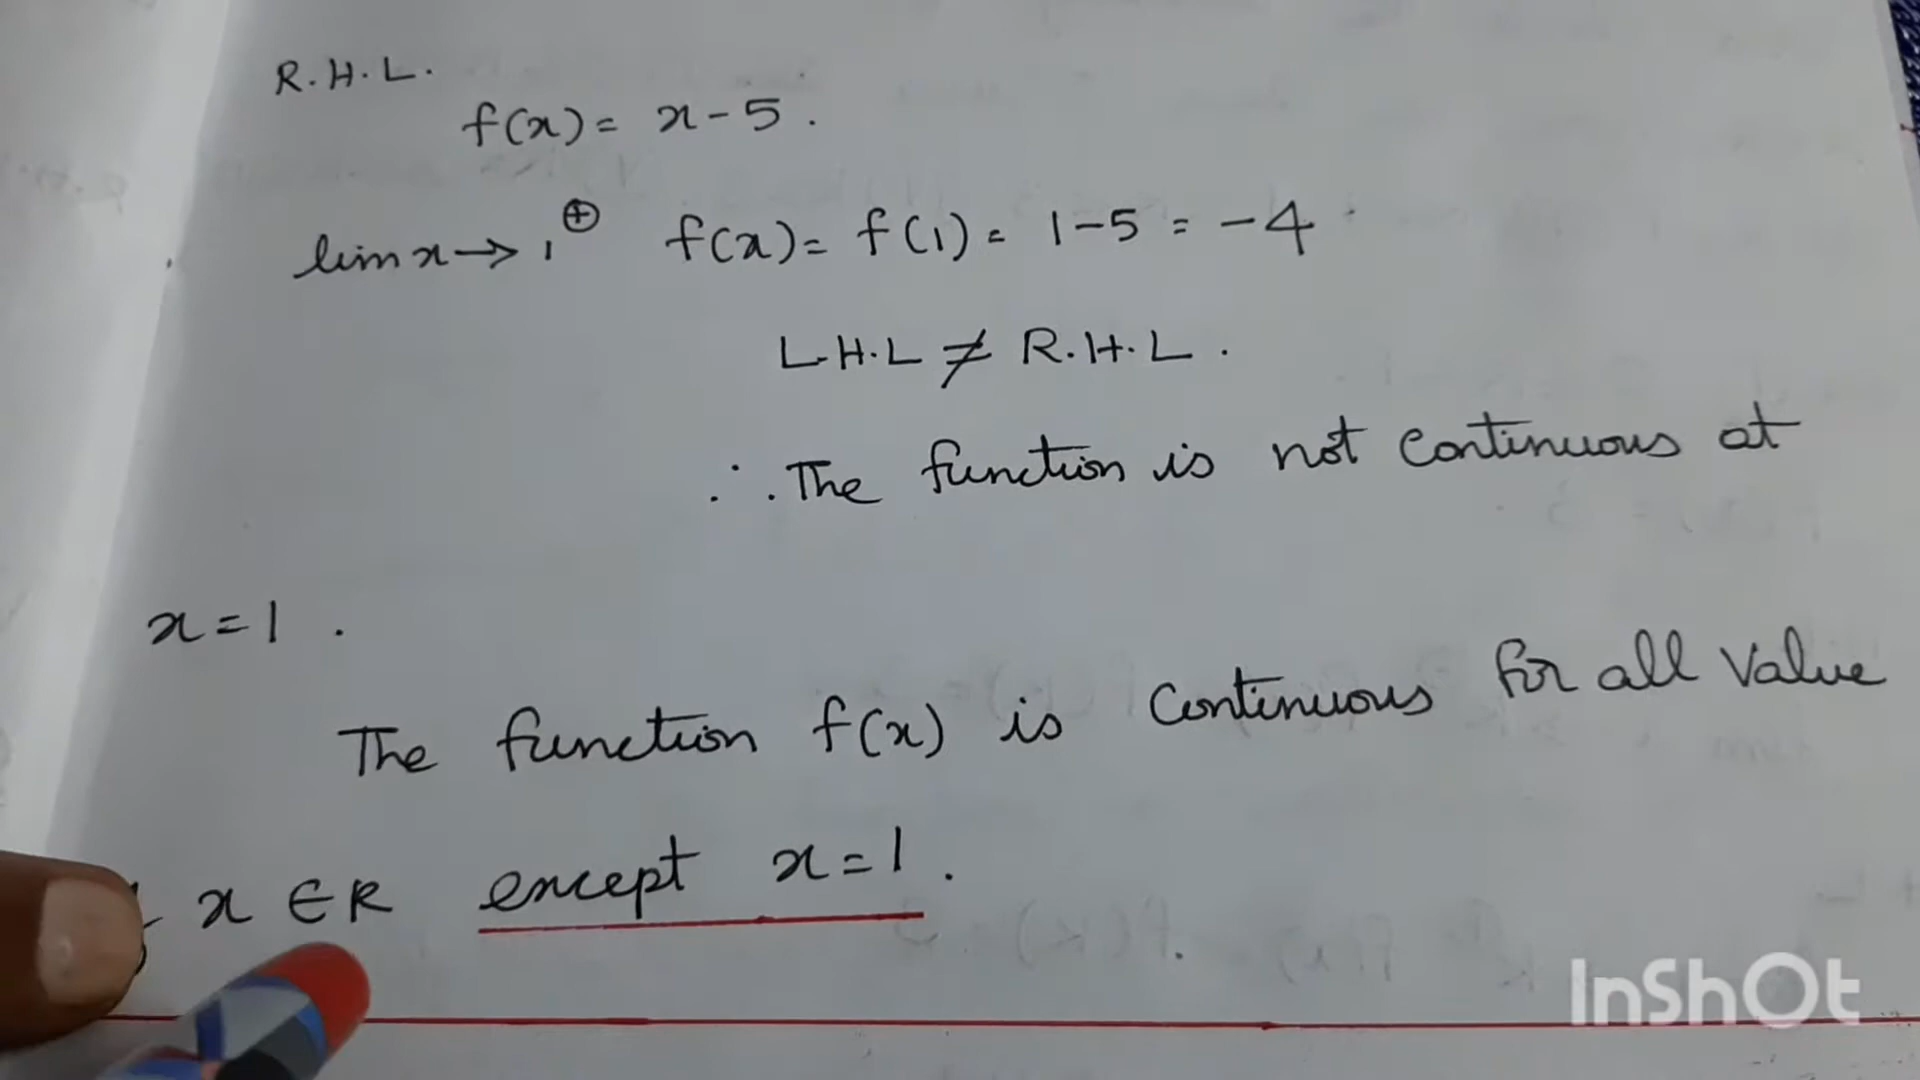 R.H.L.
f(x) = x - 5.
lim x → 1⊕ f(x) = f(1) = 1-5 = -4
L.H.L ≠ R.H.L.
∴ The function is not continuous at
x = 1.
The function f(x) is continuous for all value
x ∈ R except x = 1.
InShOt